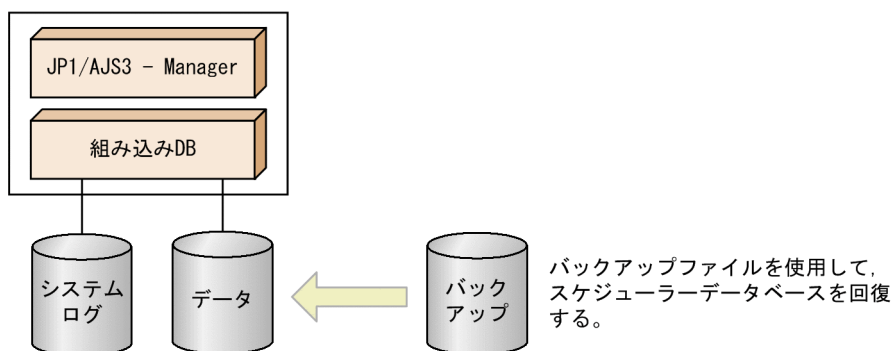 JP1/AJS3 - Manager
組み込みDB
システム
ログ
データ
バック
アップ
バックアップファイルを使用して，
スケジューラーデータベースを回復
する。